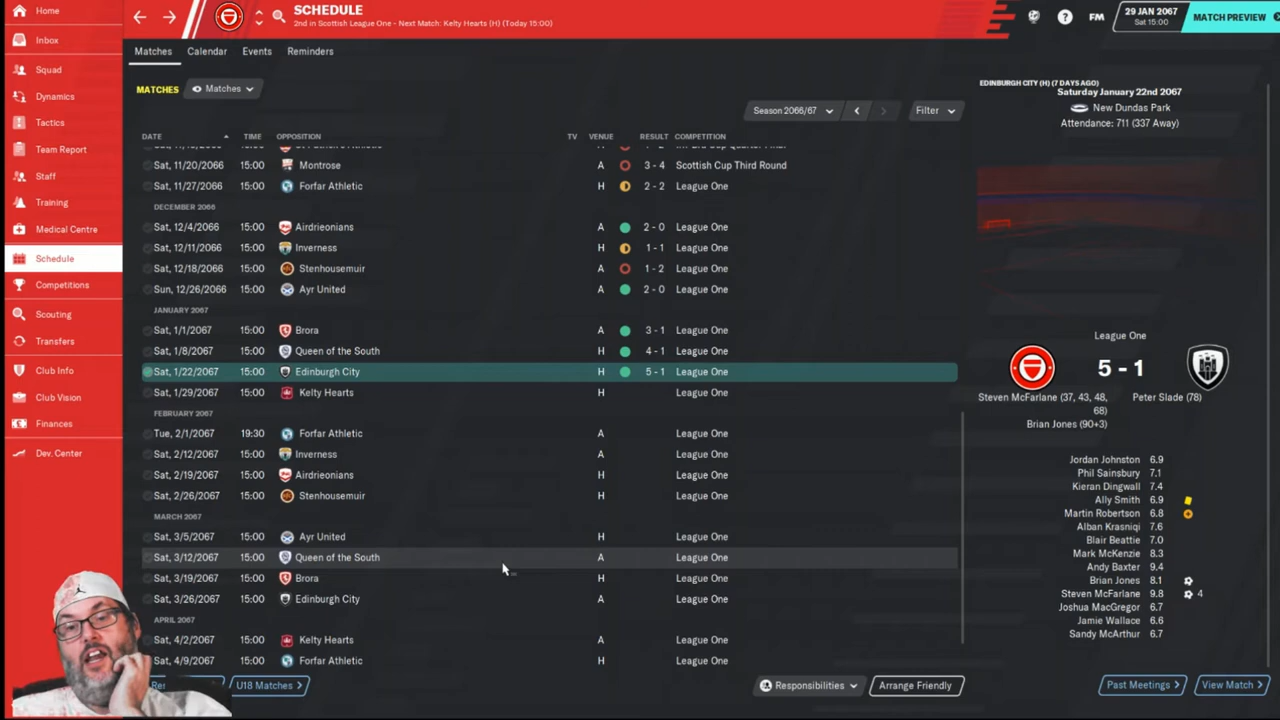 Home
Inbox
Squad
Dynamics
Tactics
Team Report
Staff
Training
Medical Centre
Schedule
Competitions
Scouting
Transfers
Club Info
Club Vision
Finances
Dev. Center
SCHEDULE
2nd in Scottish League One - Next Match: Kelty Hearts (H) (Today 15:00)
FM
29 JAN 2067
Sat 15:00
MATCH PREVIEW
Matches Calendar Events Reminders
MATCHES Matches
Season 2066/67 Filter
DATE TIME OPPOSITION TV VENUE RESULT COMPETITION
Sat, 11/20/2066 15:00 Montrose A 3 - 4 Scottish Cup Third Round
Sat, 11/27/2066 15:00 Forfar Athletic H 2 - 2 League One
DECEMBER 2066
Sat, 12/4/2066 15:00 Airdrieonians A 2 - 0 League One
Sat, 12/11/2066 15:00 Inverness H 1 - 1 League One
Sat, 12/18/2066 15:00 Stenhousemuir A 1 - 2 League One
Sun, 12/26/2066 15:00 Ayr United A 2 - 0 League One
JANUARY 2067
Sat, 1/1/2067 15:00 Brora A 3 - 1 League One
Sat, 1/8/2067 15:00 Queen of the South H 4 - 1 League One
Sat, 1/22/2067 15:00 Edinburgh City H 5 - 1 League One
Sat, 1/29/2067 15:00 Kelty Hearts H League One
FEBRUARY 2067
Tue, 2/1/2067 19:30 Forfar Athletic A League One
Sat, 2/12/2067 15:00 Inverness A League One
Sat, 2/19/2067 15:00 Airdrieonians H League One
Sat, 2/26/2067 15:00 Stenhousemuir H League One
MARCH 2067
Sat, 3/5/2067 15:00 Ayr United H League One
Sat, 3/12/2067 15:00 Queen of the South A League One
Sat, 3/19/2067 15:00 Brora H League One
Sat, 3/26/2067 15:00 Edinburgh City A League One
APRIL 2067
Sat, 4/2/2067 15:00 Kelty Hearts A League One
Sat, 4/9/2067 15:00 Forfar Athletic H League One
U18 Matches
Responsibilities
Arrange Friendly
EDINBURGH CITY (H) (7 DAYS AGO)
Saturday January 22nd 2067
New Dundas Park
Attendance: 711 (337 Away)
League One
5 - 1
Steven McFarlane (37, 43, 48, 68)
Brian Jones (90+3)
Peter Slade (78)
Jordan Johnston 6.9
Phil Sainsbury 7.1
Kieran Dingwall 7.4
Ally Smith 6.9
Martin Robertson 6.8
Alban Krasniqi 7.6
Blair Beattie 7.0
Mark McKenzie 8.3
Andy Baxter 9.4
Brian Jones 8.1
Steven McFarlane 9.8 4
Joshua MacGregor 6.7
Jamie Wallace 6.6
Sandy McArthur 6.7
Past Meetings
View Match